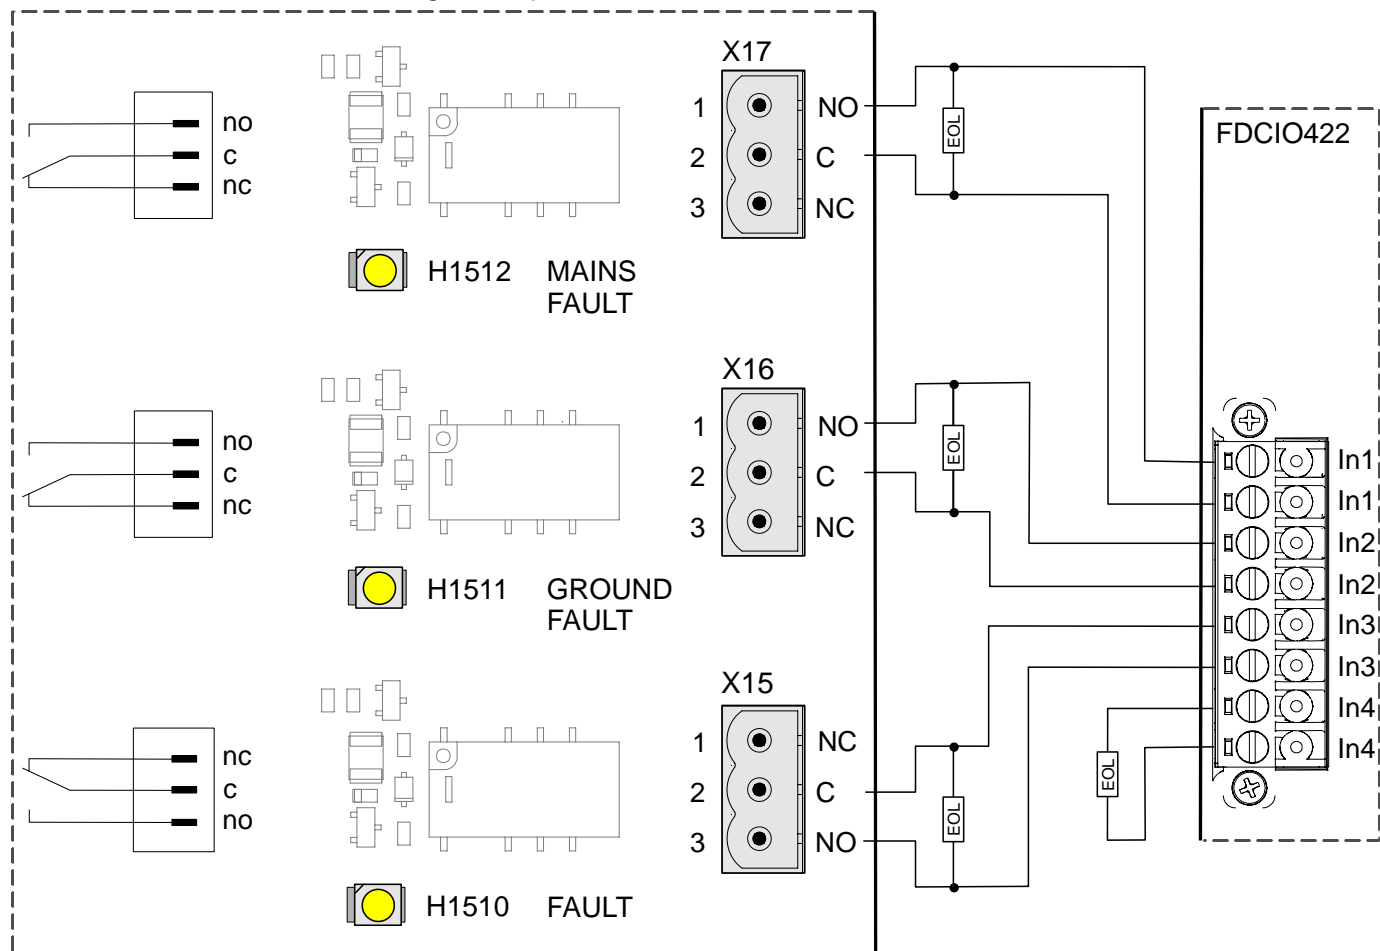 X17
1 NO
2 C
3 NC
no
c
nc
EOL
FDCIO422
H1512 MAINS
FAULT
X16
1 NO
2 C
3 NC
no
c
nc
EOL
H1511 GROUND
FAULT
In1
In1
In2
In2
In3
In3
In4
In4
X15
1 NC
2 C
3 NO
nc
c
no
EOL
EOL
H1510 FAULT